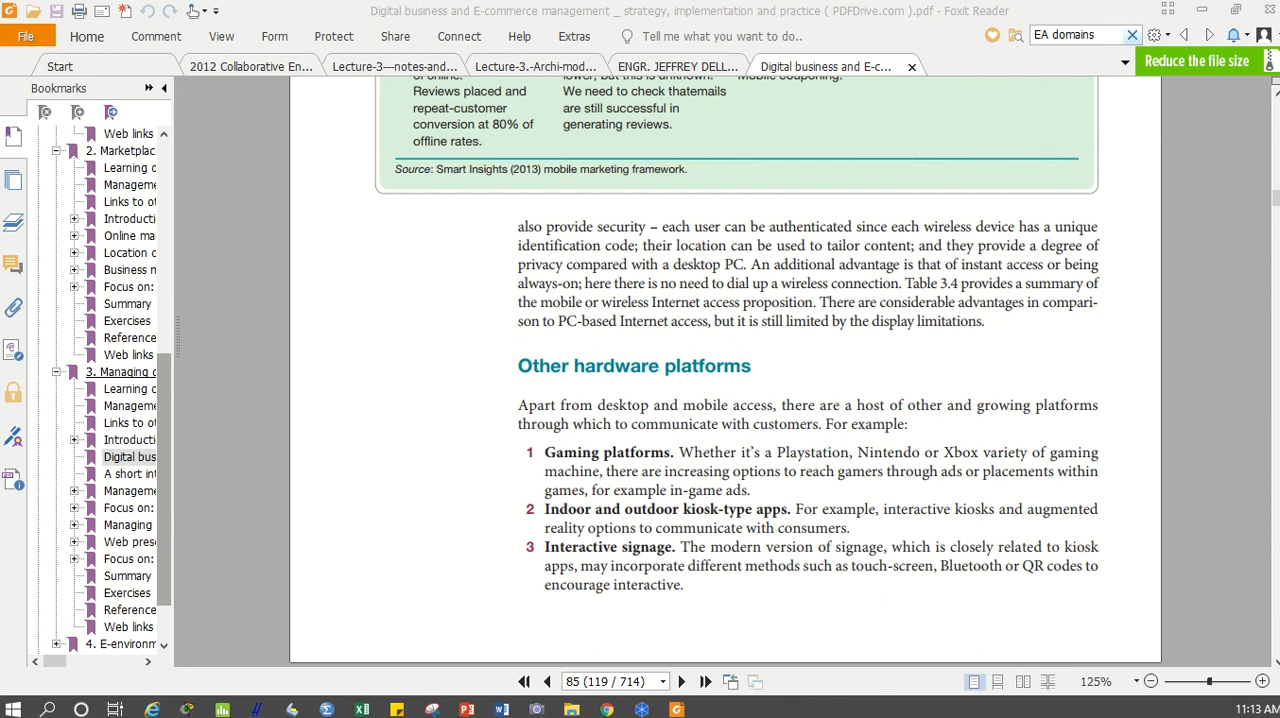 Digital business and E-commerce management _ strategy, implementation and practice ( PDFDrive.com ).pdf - Foxit Reader
File Home Comment View Form Protect Share Connect Help Extras Tell me what you want to do.. EA domains
Start 2012 Collaborative En... Lecture-3---notes-and... Lecture-3.-Archi-nod... ENGR. JEFFREY DELL... Digital business and E-c...
Reduce the file size
Bookmarks
Web links
2. Marketplac
Learning o
Manageme
Links to ot
Introducti
Online ma
Location o
Business m
Focus on:
Summary
Exercises
Reference
Web links
3. Managing d
Learning o
Manageme
Links to ot
Introducti
Digital bus
A short int
Manageme
Focus on:
Managing
Web prese
Focus on:
Summary
Exercises
Reference
Web links
4. E-environm
of online. lower, but this is unknown. Mobile couponing.
Reviews placed and We need to check thatemails
repeat-customer are still successful in
conversion at 80% of generating reviews.
offline rates.
Source: Smart Insights (2013) mobile marketing framework.
also provide security – each user can be authenticated since each wireless device has a unique
identification code; their location can be used to tailor content; and they provide a degree of
privacy compared with a desktop PC. An additional advantage is that of instant access or being
always-on; here there is no need to dial up a wireless connection. Table 3.4 provides a summary of
the mobile or wireless Internet access proposition. There are considerable advantages in compari-
son to PC-based Internet access, but it is still limited by the display limitations.
Other hardware platforms
Apart from desktop and mobile access, there are a host of other and growing platforms
through which to communicate with customers. For example:
1 Gaming platforms. Whether it's a Playstation, Nintendo or Xbox variety of gaming
machine, there are increasing options to reach gamers through ads or placements within
games, for example in-game ads.
2 Indoor and outdoor kiosk-type apps. For example, interactive kiosks and augmented
reality options to communicate with consumers.
3 Interactive signage. The modern version of signage, which is closely related to kiosk
apps, may incorporate different methods such as touch-screen, Bluetooth or QR codes to
encourage interactive.
85 (119 / 714) 125%
11:13 AM